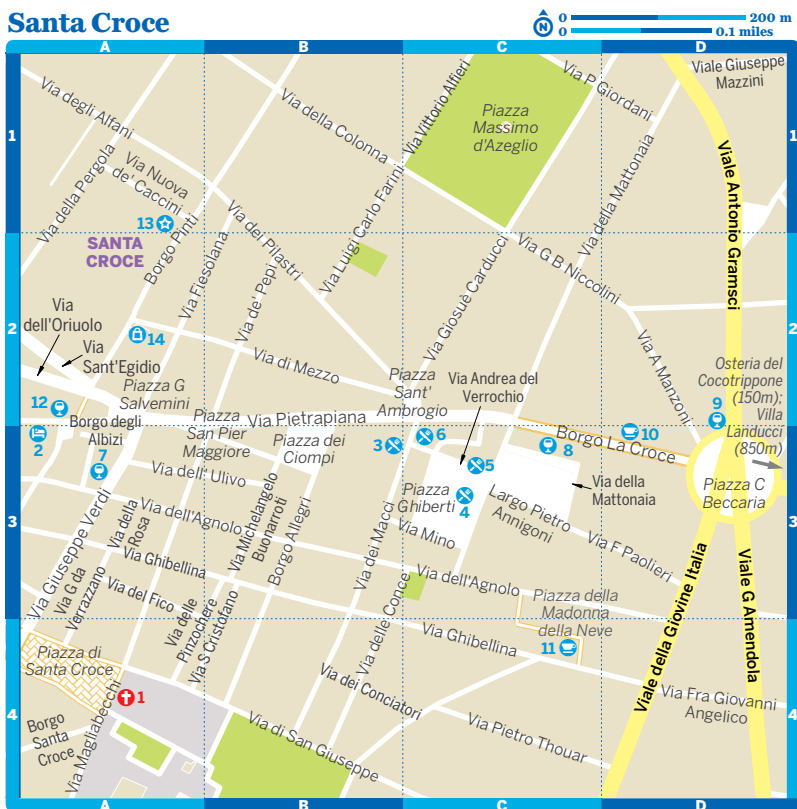 Santa Croce
N
0 200 m
0 0.1 miles
A
B
C
D
1
2
3
4
Viale Giuseppe
Mazzini
Via P Giordani
Via degli Alfani
Via della Colonna
Via Vittorio Alfieri
Piazza
Massimo
d'Azeglio
Via della Mattonaia
Viale Antonio Gramsci
Via della Pergola
Via Nuova
de' Caccini
13
SANTA
CROCE
Borgo Pinti
Via Fiesolana
Via dei Pilastri
Via de' Pepi
Via Luigi Carlo Farini
Via Giosuè Carducci
Via G B Niccolini
Via A Manzoni
Via
dell'Oriuolo
Via
Sant'Egidio
14
Via di Mezzo
Piazza G
Salvemini
Piazza
Sant'
Ambrogio
Via Andrea del
Verrochio
Osteria del
Cocotrippone
(150m);
Villa
Landucci
(850m)
9
12
2
Borgo degli
Albizi
7
Piazza
San Pier
Maggiore
Via Pietrapiana
Piazza dei
Ciompi
3
6
5
4
8
10
Borgo La Croce
Piazza C
Beccaria
Via della
Mattonaia
Via dell' Ulivo
Piazza
Ghiberti
Largo Pietro
Annigoni
Via Mino
Via F Paolieri
Via Giuseppe Verdi
Via della
Rosa
Via dell'Agnolo
Via Michelangelo
Buonarroti
Borgo Allegri
Via dei Macci
Via Ghibellina
Via G da
Verrazzano
Via del Fico
Via delle
Pinzochere
Via S Cristofano
Via delle Conce
Via dell'Agnolo
Piazza della
Madonna
della Neve
11
Via Ghibellina
Viale della Giovine Italia
Viale G Amendola
Piazza di
Santa Croce
1
Borgo
Santa
Croce
Via Magliabecchi
Via dei Conciatori
Via di San Giuseppe
Via Pietro Thouar
Via Fra Giovanni
Angelico
A
B
C
D
1
2
3
4